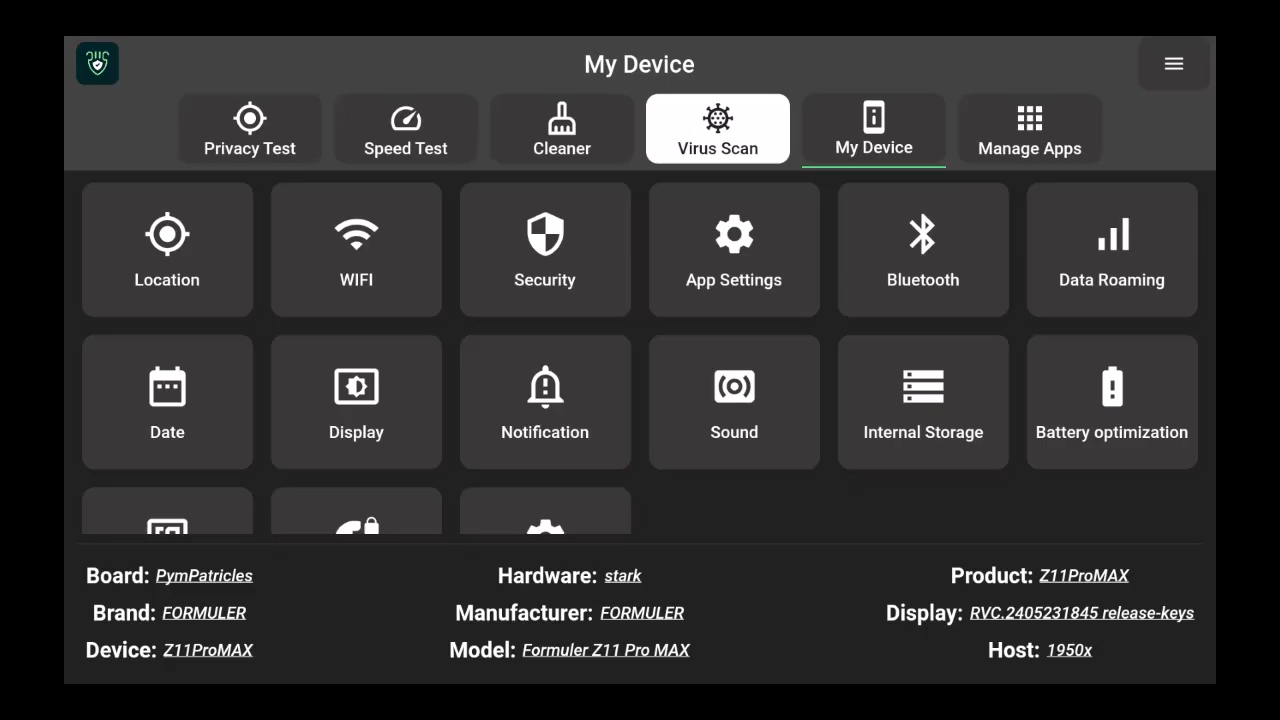 My Device
Privacy Test
Speed Test
Cleaner
Virus Scan
My Device
Manage Apps
Location
WIFI
Security
App Settings
Bluetooth
Data Roaming
Date
Display
Notification
Sound
Internal Storage
Battery optimization
Board: PymPatricles
Hardware: stark
Product: Z11ProMAX
Brand: FORMULER
Manufacturer: FORMULER
Display: RVC.2405231845 release-keys
Device: Z11ProMAX
Model: Formuler Z11 Pro MAX
Host: 1950x